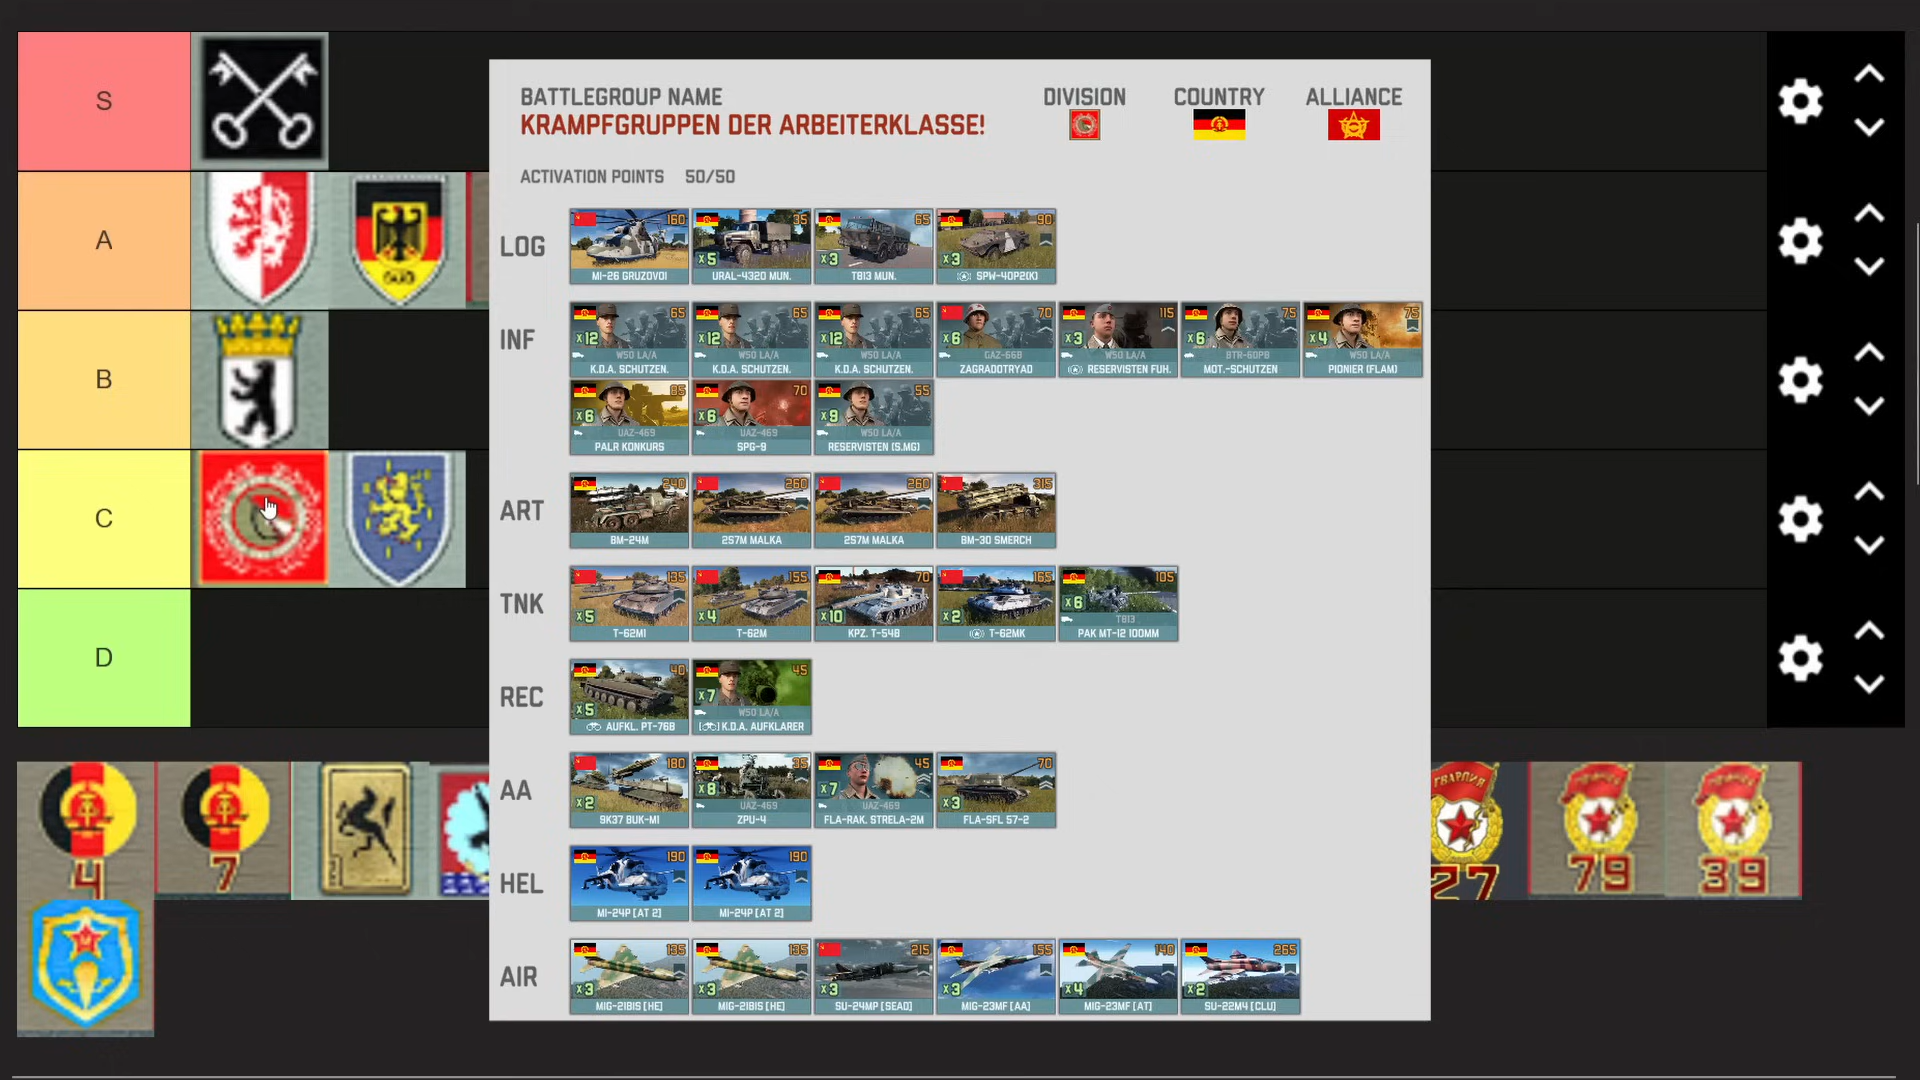 S
A
B
C
D
BATTLEGROUP NAME
KRAMPFGRUPPEN DER ARBEITERKLASSE!
DIVISION
COUNTRY
ALLIANCE
ACTIVATION POINTS 50/50
LOG
160
MI-26 GRUZOVOI
35
x5
URAL-4320 MUN.
65
x3
T813 MUN.
90
x3
SPW-40P2(K)
INF
65
x12
W50 LA/A
K.D.A. SCHUTZEN.
65
x12
W50 LA/A
K.D.A. SCHUTZEN.
65
x12
W50 LA/A
K.D.A. SCHUTZEN.
70
x6
GAZ-66B
ZAGRADOTRYAD
115
x3
W50 LA/A
RESERVISTEN FUH.
75
x6
BTR-60PB
MOT.-SCHUTZEN
75
x4
W50 LA/A
PIONIER (FLAM)
85
x6
UAZ-469
PALR KONKURS
70
x6
UAZ-469
SPG-9
55
x9
W50 LA/A
RESERVISTEN (S.MG)
ART
240
BM-24M
260
2S7M MALKA
260
2S7M MALKA
315
BM-30 SMERCH
TNK
135
x5
T-62M1
155
x4
T-62M
70
x10
KPZ. T-54B
165
x2
T-62MK
105
x6
T813
PAK MT-12 100MM
REC
40
x5
AUFKL. PT-76B
45
x7
W50 LA/A
K.D.A. AUFKLARER
AA
180
x2
9K37 BUK-M1
35
x8
UAZ-469
ZPU-4
45
x7
UAZ-469
FLA-RAK. STRELA-2M
70
x3
FLA-SFL 57-2
HEL
190
MI-24P [AT 2]
190
MI-24P [AT 2]
AIR
135
x3
MIG-21BIS [HE]
135
x3
MIG-21BIS [HE]
215
x3
SU-24MP [SEAD]
155
x3
MIG-23MF [AA]
140
x4
MIG-23MF [AT]
265
x2
SU-22M4 [CLU]
4
7
27
79
39